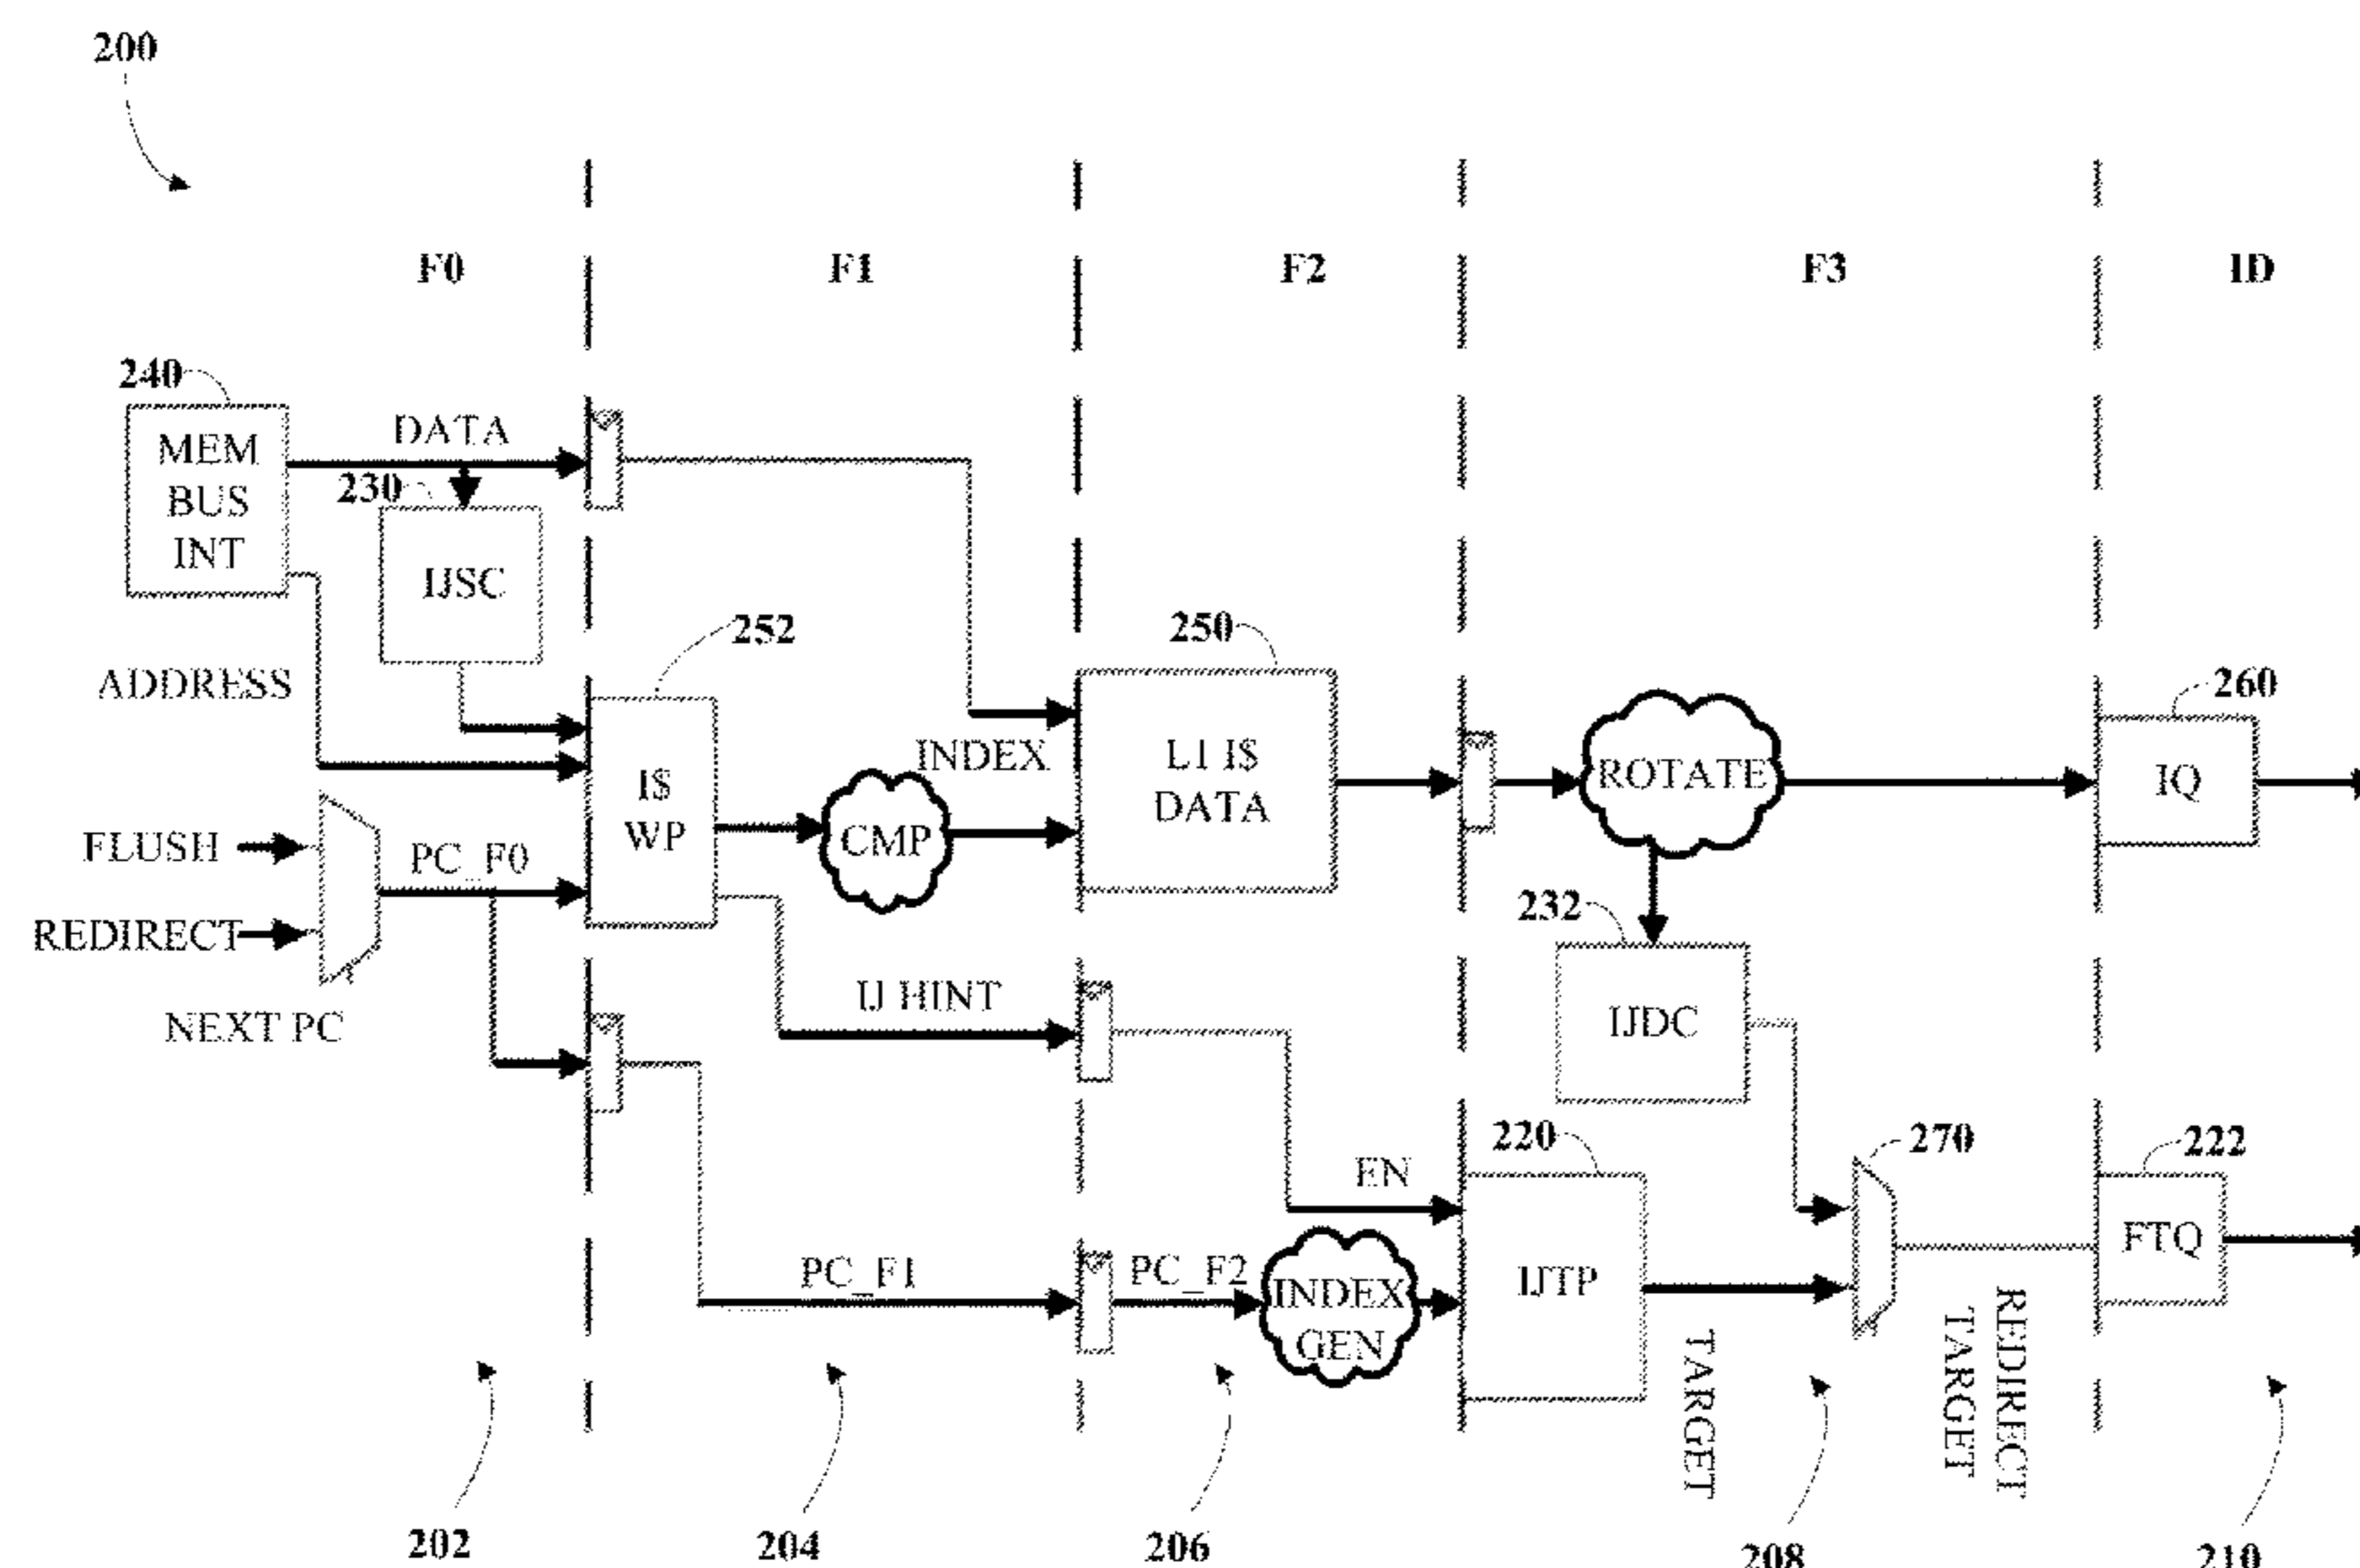 200
F0
F1
F2
F3
ID
240
MEM
BUS
INT
DATA
230
IJSC
ADDRESS
252
I$
WP
250
L1 I$
DATA
INDEX
CMP
ROTATE
260
IQ
FLUSH
REDIRECT
PC_F0
NEXT PC
IJ HINT
232
IJDC
220
IJTP
EN
270
222
FTQ
PC_F1
PC_F2
INDEX
GEN
TARGET
REDIRECT
TARGET
202
204
206
208
210